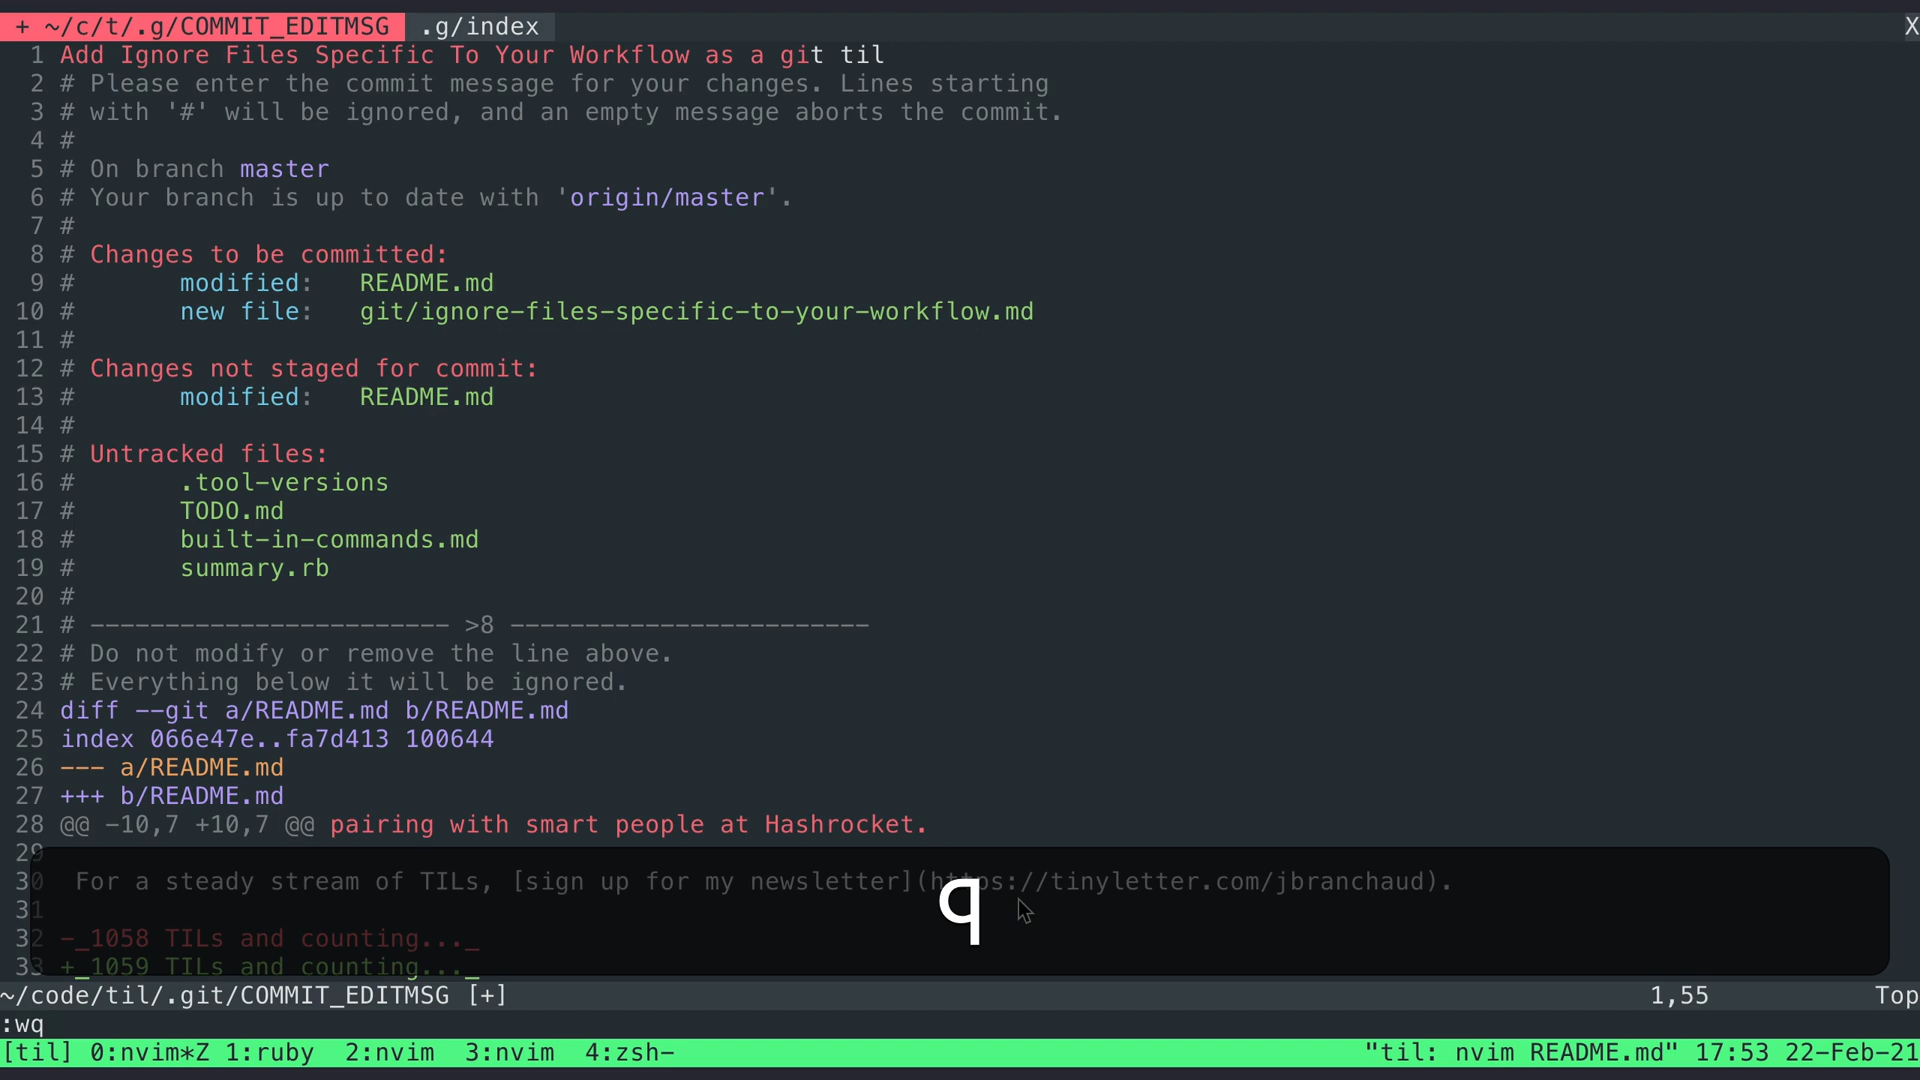 + ~/c/t/.g/COMMIT_EDITMSG .g/index X
1 Add Ignore Files Specific To Your Workflow as a git til
2 # Please enter the commit message for your changes. Lines starting
3 # with '#' will be ignored, and an empty message aborts the commit.
4 #
5 # On branch master
6 # Your branch is up to date with 'origin/master'.
7 #
8 # Changes to be committed:
9 # modified: README.md
10 # new file: git/ignore-files-specific-to-your-workflow.md
11 #
12 # Changes not staged for commit:
13 # modified: README.md
14 #
15 # Untracked files:
16 # .tool-versions
17 # TODO.md
18 # built-in-commands.md
19 # summary.rb
20 #
21 # ------------------------ >8 ------------------------
22 # Do not modify or remove the line above.
23 # Everything below it will be ignored.
24 diff --git a/README.md b/README.md
25 index 066e47e..fa7d413 100644
26 --- a/README.md
27 +++ b/README.md
28 @@ -10,7 +10,7 @@ pairing with smart people at Hashrocket.
29
30 For a steady stream of TILs, [sign up for my newsletter](https://tinyletter.com/jbranchaud).
q
31
32 -_1058 TILs and counting..._
33 +_1059 TILs and counting..._
~/code/til/.git/COMMIT_EDITMSG [+] 1,55 Top
:wq
[til] 0:nvim*Z 1:ruby 2:nvim 3:nvim 4:zsh- "til: nvim README.md" 17:53 22-Feb-21